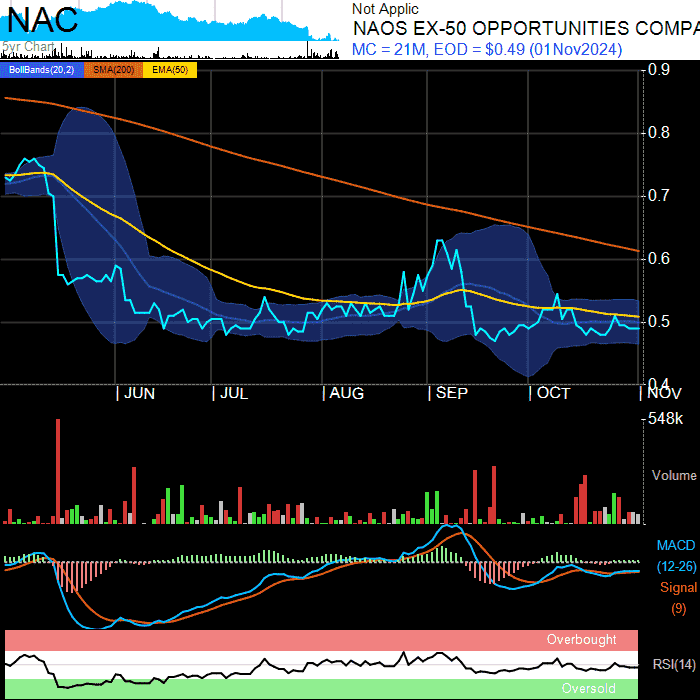 NAC
5yr Chart
Not Applic
NAOS EX-50 OPPORTUNITIES COMPA
MC = 21M, EOD = $0.49 (01Nov2024)
BollBands(20,2) SMA(200) EMA(50)
0.9
0.8
0.7
0.6
0.5
0.4
JUN JUL AUG SEP OCT NOV
548k
Volume
MACD
(12-26)
Signal
(9)
Overbought
RSI(14)
Oversold